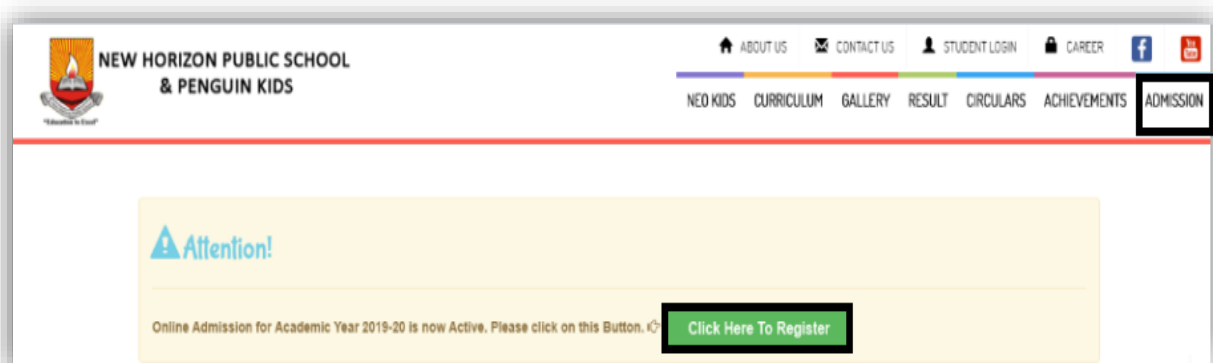 NEW HORIZON PUBLIC SCHOOL
& PENGUIN KIDS
"Education to Excel"
ABOUT US CONTACT US STUDENT LOGIN CAREER
NEO KIDS CURRICULUM GALLERY RESULT CIRCULARS ACHIEVEMENTS ADMISSION
Attention!
Online Admission for Academic Year 2019-20 is now Active. Please click on this Button. Click Here To Register